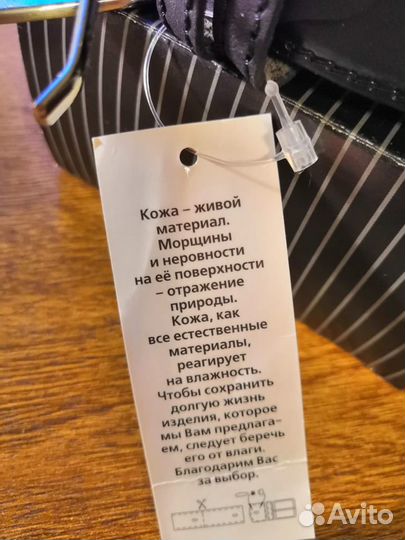 Кожа – живой
материал.
Морщины
и неровности
на её поверхности
– отражение
природы.
Кожа, как
все естественные
материалы,
реагирует
на влажность.
Чтобы сохранить
долгую жизнь
изделия, которое
мы Вам предлага-
ем, следует беречь
его от влаги.
Благодарим Вас
за выбор.
Avito